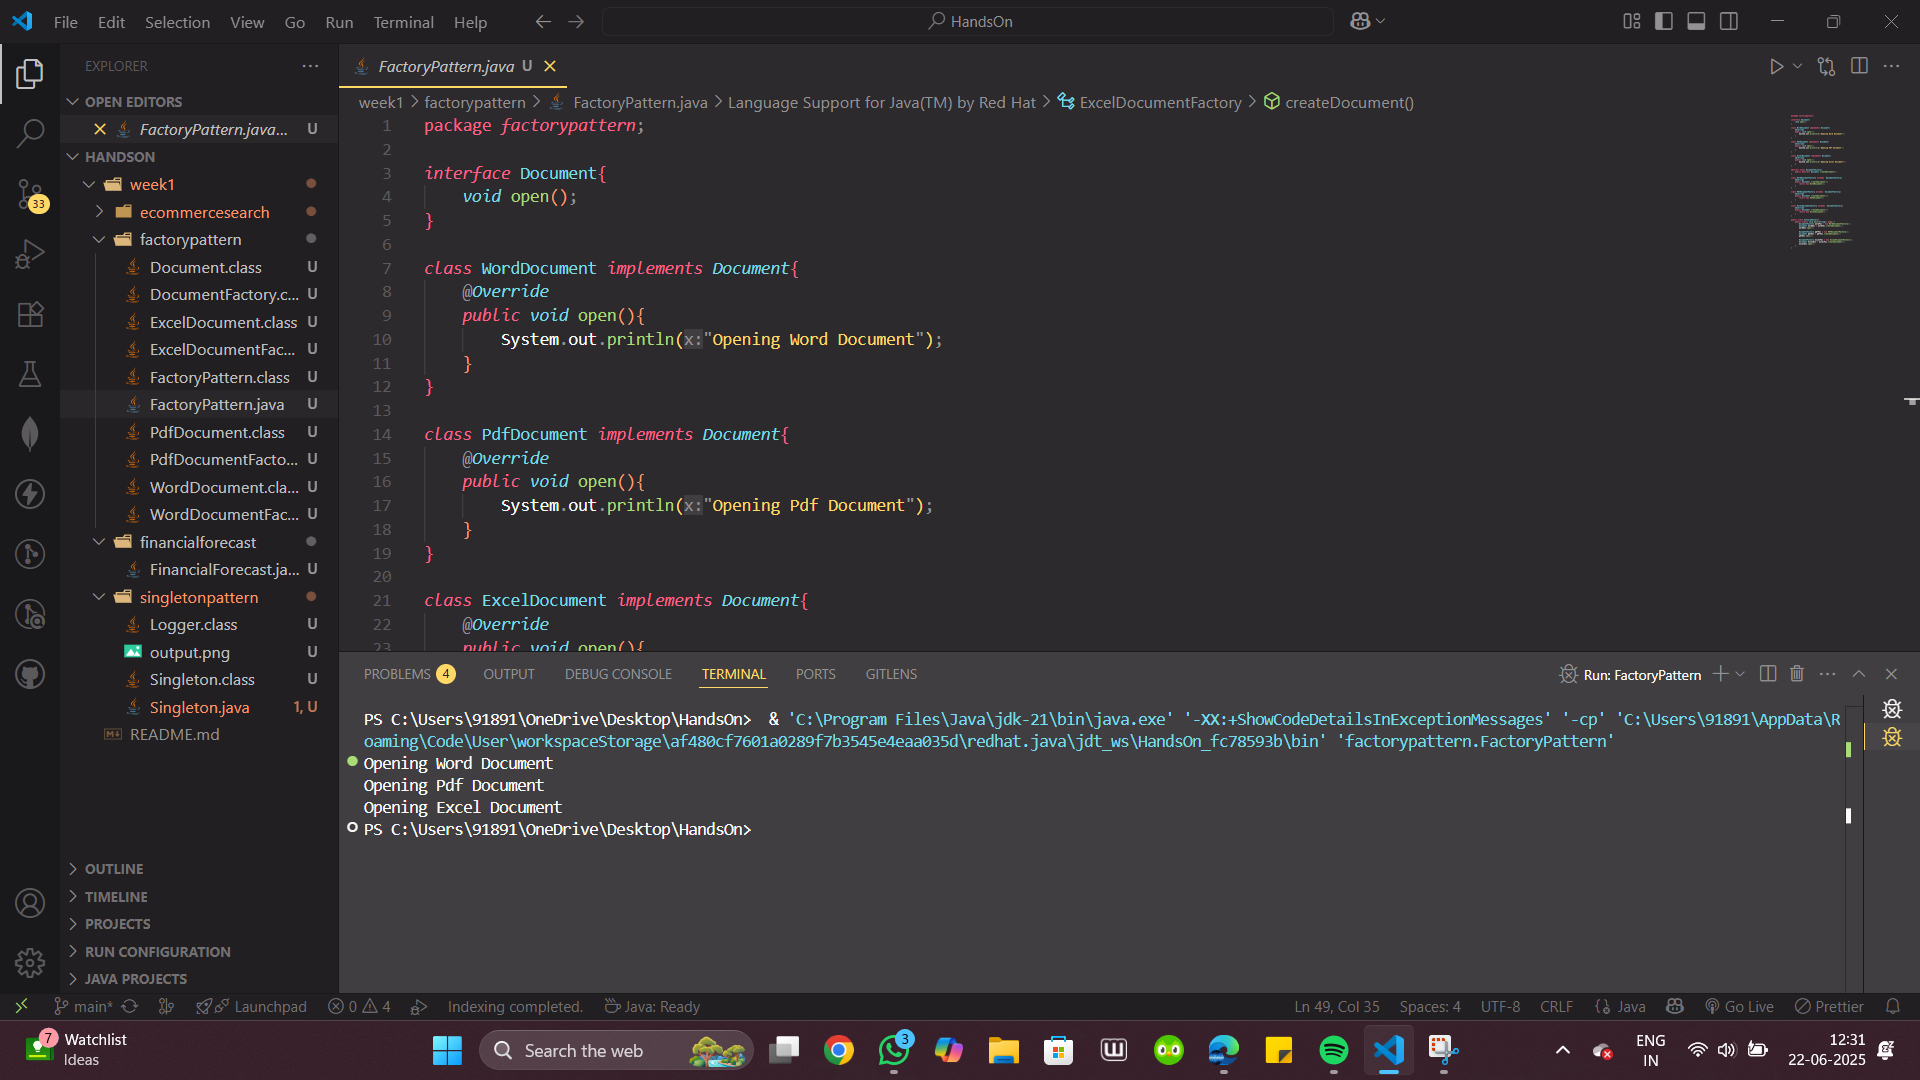 File Edit Selection View Go Run Terminal Help
HandsOn
EXPLORER
OPEN EDITORS
FactoryPattern.java... U
HANDSON
week1
ecommercesearch
factorypattern
Document.class U
DocumentFactory.c... U
ExcelDocument.class U
ExcelDocumentFac... U
FactoryPattern.class U
FactoryPattern.java U
PdfDocument.class U
PdfDocumentFacto... U
WordDocument.cla... U
WordDocumentFac... U
financialforecast
FinancialForecast.ja... U
singletonpattern
Logger.class U
output.png U
Singleton.class U
Singleton.java 1, U
README.md
OUTLINE
TIMELINE
PROJECTS
RUN CONFIGURATION
JAVA PROJECTS
33
FactoryPattern.java U
week1 > factorypattern > FactoryPattern.java > Language Support for Java(TM) by Red Hat > ExcelDocumentFactory > createDocument()
1 package factorypattern;
2
3 interface Document{
4 void open();
5 }
6
7 class WordDocument implements Document{
8 @Override
9 public void open(){
10 System.out.println(x:"Opening Word Document");
11 }
12 }
13
14 class PdfDocument implements Document{
15 @Override
16 public void open(){
17 System.out.println(x:"Opening Pdf Document");
18 }
19 }
20
21 class ExcelDocument implements Document{
22 @Override
23 public void open(){
PROBLEMS 4 OUTPUT DEBUG CONSOLE TERMINAL PORTS GITLENS
Run: FactoryPattern
PS C:\Users\91891\OneDrive\Desktop\HandsOn> & 'C:\Program Files\Java\jdk-21\bin\java.exe' '-XX:+ShowCodeDetailsInExceptionMessages' '-cp' 'C:\Users\91891\AppData\R
oaming\Code\User\workspaceStorage\af480cf7601a0289f7b3545e4eaa035d\redhat.java\jdt_ws\HandsOn_fc78593b\bin' 'factorypattern.FactoryPattern'
Opening Word Document
Opening Pdf Document
Opening Excel Document
PS C:\Users\91891\OneDrive\Desktop\HandsOn>
main* Launchpad 0 4 Indexing completed. Java: Ready
Ln 49, Col 35 Spaces: 4 UTF-8 CRLF {} Java Go Live Prettier
7
Watchlist
Ideas
Search the web
3
ENG
IN
12:31
22-06-2025